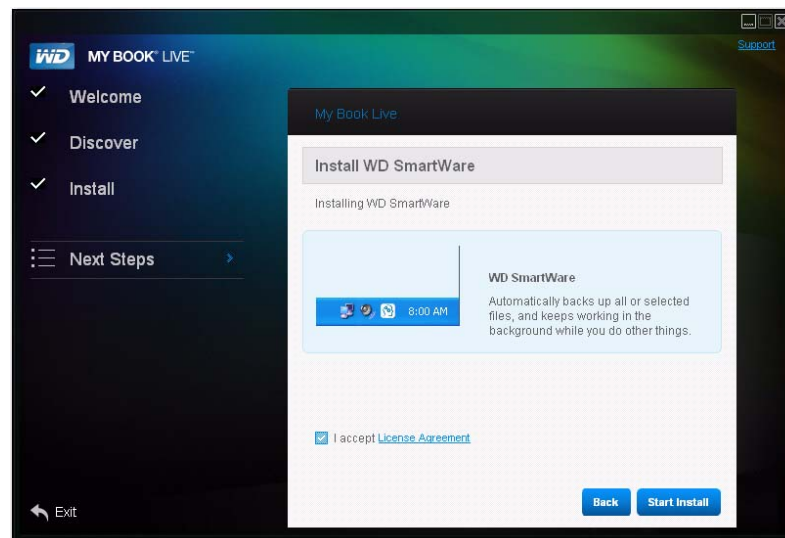 WD MY BOOK® LIVE™
Support
Welcome
Discover
Install
Next Steps
Exit
My Book Live
Install WD SmartWare
Installing WD SmartWare
8:00 AM
WD SmartWare
Automatically backs up all or selected
files, and keeps working in the
background while you do other things.
I accept License Agreement
Back
Start Install